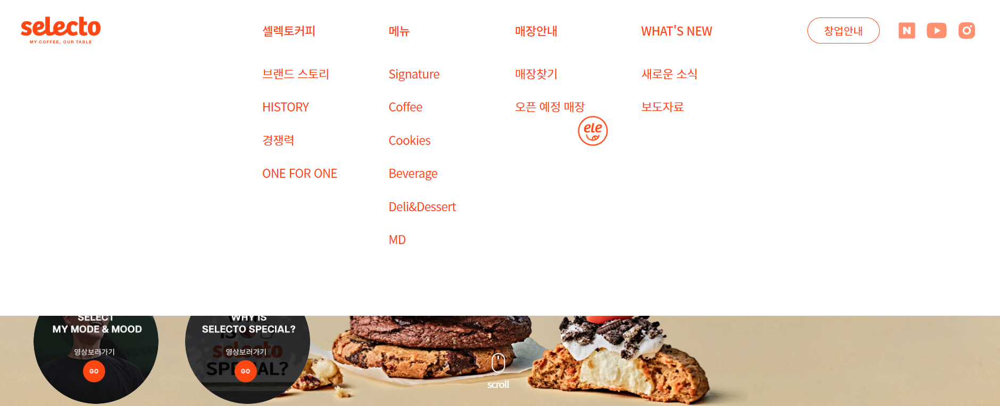 selecto
MY COFFEE, OUR TABLE
셀렉토커피
메뉴
매장안내
WHAT'S NEW
창업안내
N
브랜드 스토리
Signature
매장찾기
새로운 소식
HISTORY
Coffee
오픈 예정 매장
보도자료
ele
경쟁력
Cookies
ONE FOR ONE
Beverage
Deli&Dessert
MD
SELECT
MY MODE & MOOD
영상보러가기
GO
WHY IS
SELECTO SPECIAL?
IS
selecto
영상보러가기
SPECIAL?
GO
scroll